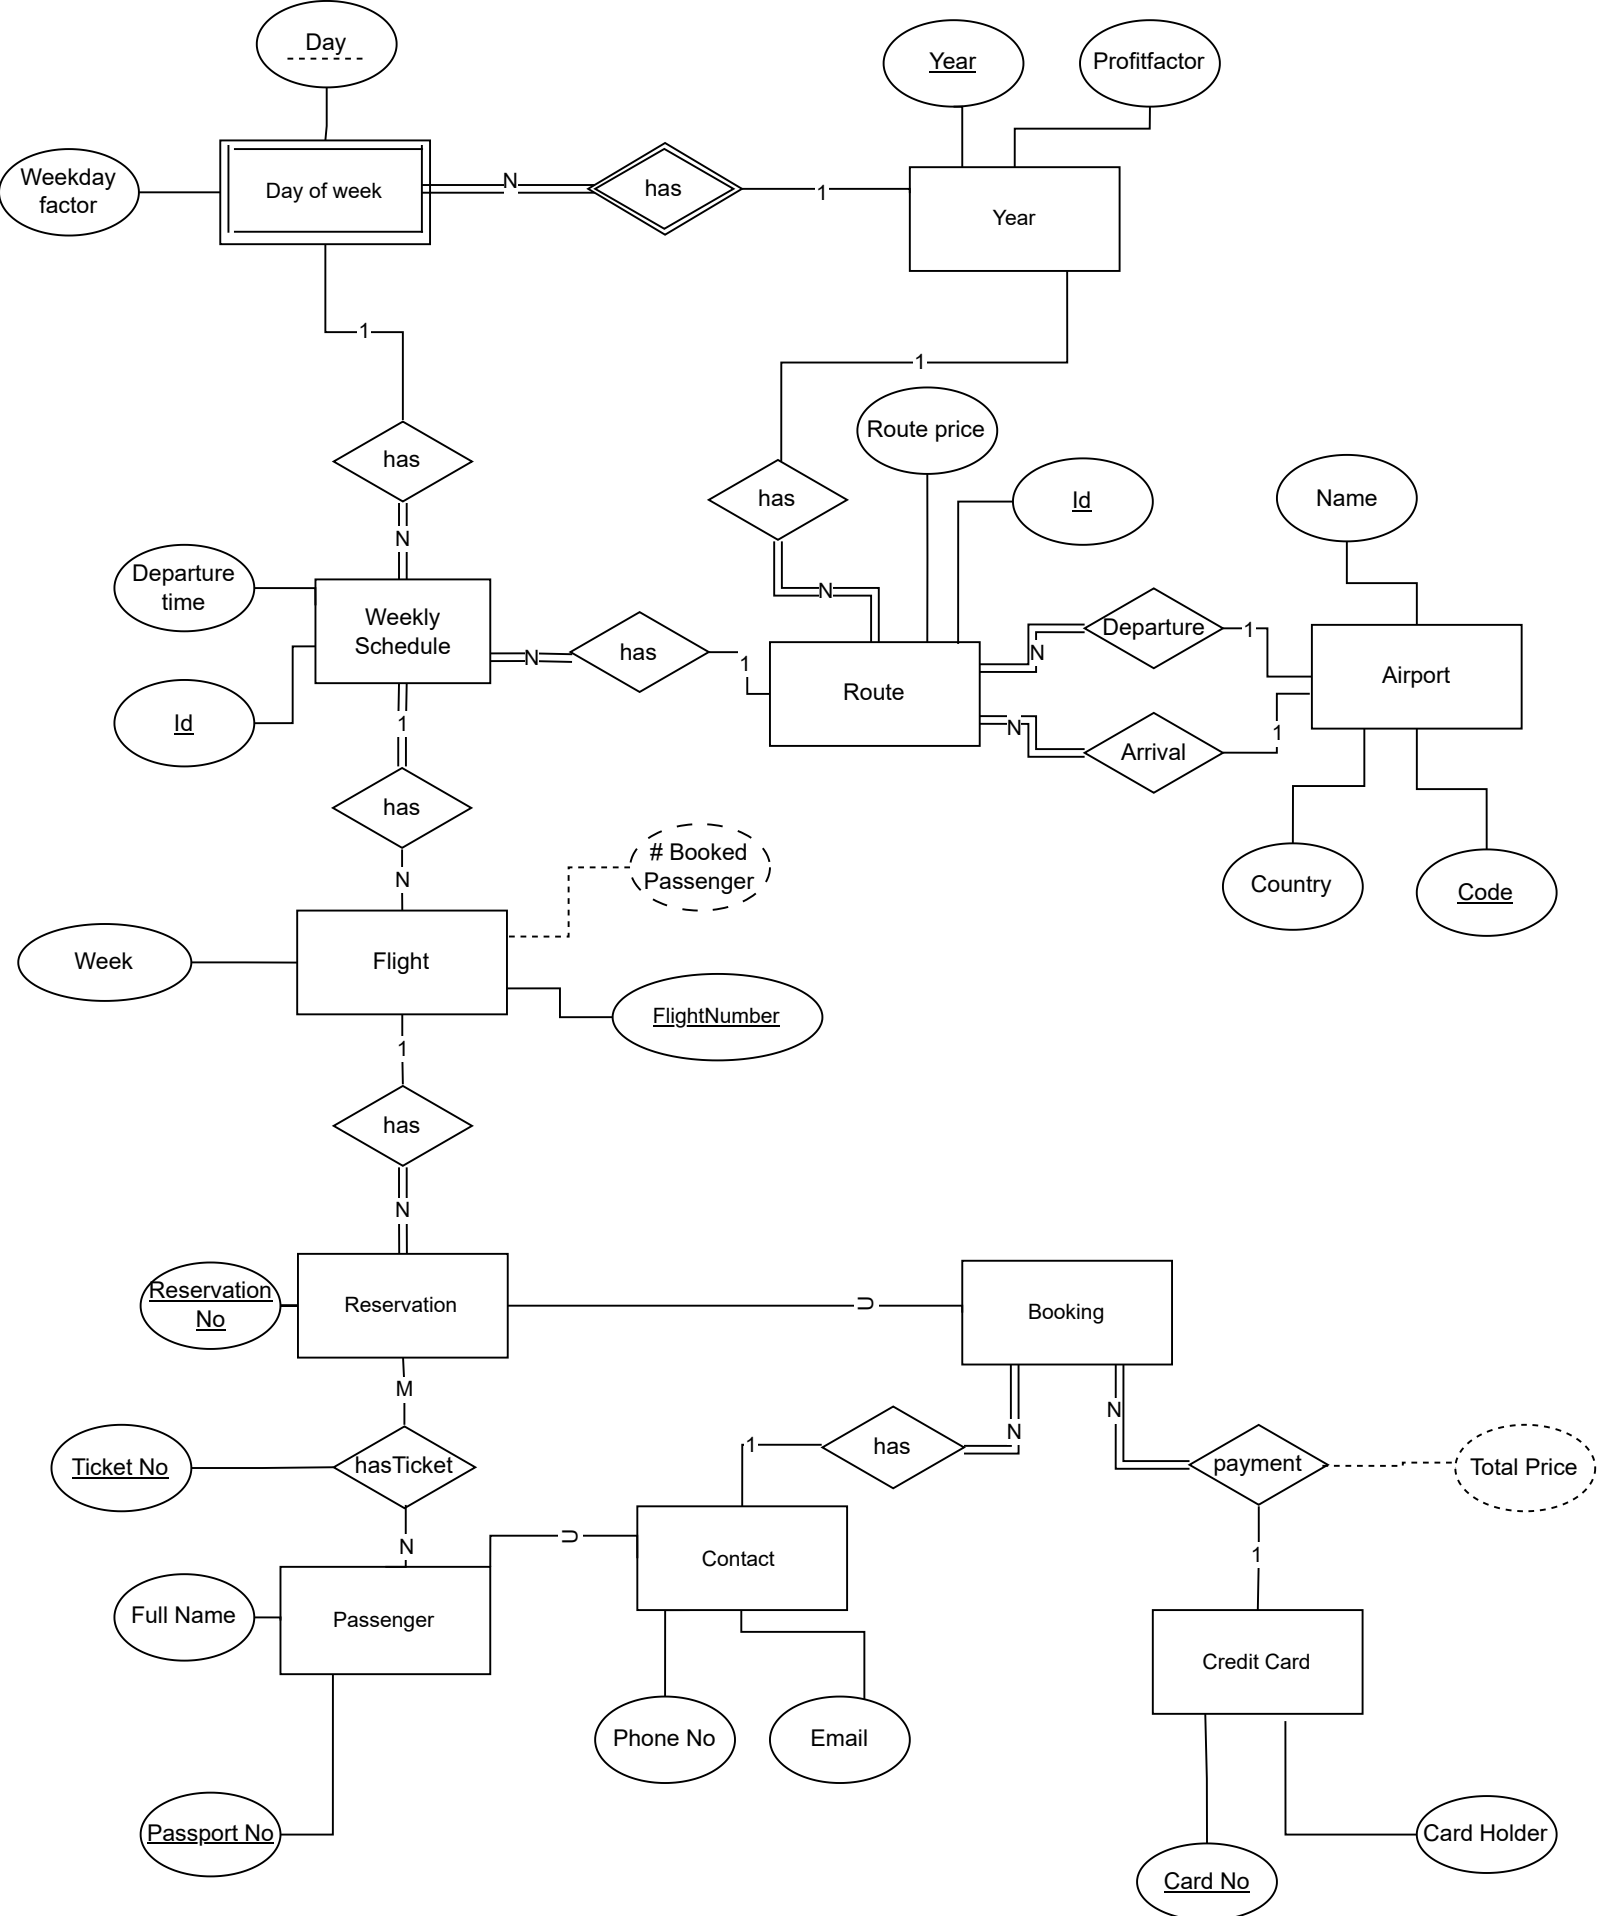 Day
Year
Profitfactor
Weekday
factor
Day of week
N
has
1
Year
1
1
Route price
has
has
Id
Name
N
Departure
time
N
Weekly
Schedule
N
has
1
Route
N
Departure
1
Airport
Id
1
N
Arrival
1
has
# Booked
Passenger
N
Country
Code
Week
Flight
FlightNumber
1
has
N
Reservation
No
Reservation
⊃
Booking
M
N
N
Ticket No
hasTicket
1
has
payment
Total Price
N
⊃
Contact
1
Full Name
Passenger
Credit Card
Phone No
Email
Passport No
Card Holder
Card No